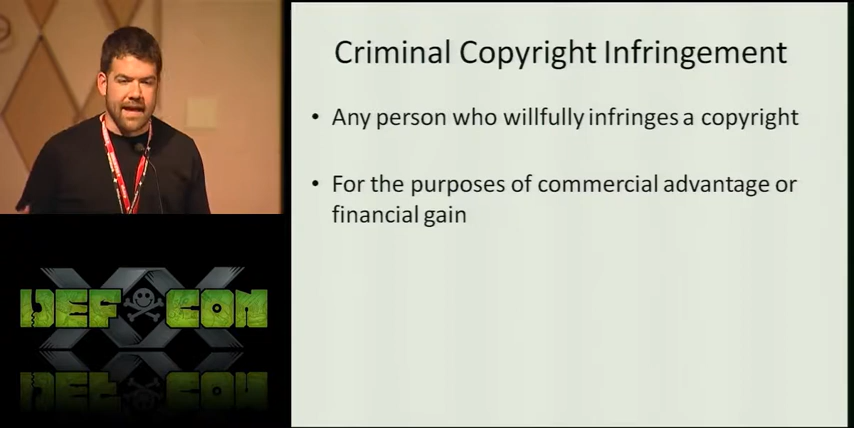 Criminal Copyright Infringement
• Any person who willfully infringes a copyright
• For the purposes of commercial advantage or
financial gain
XX
DEF CON